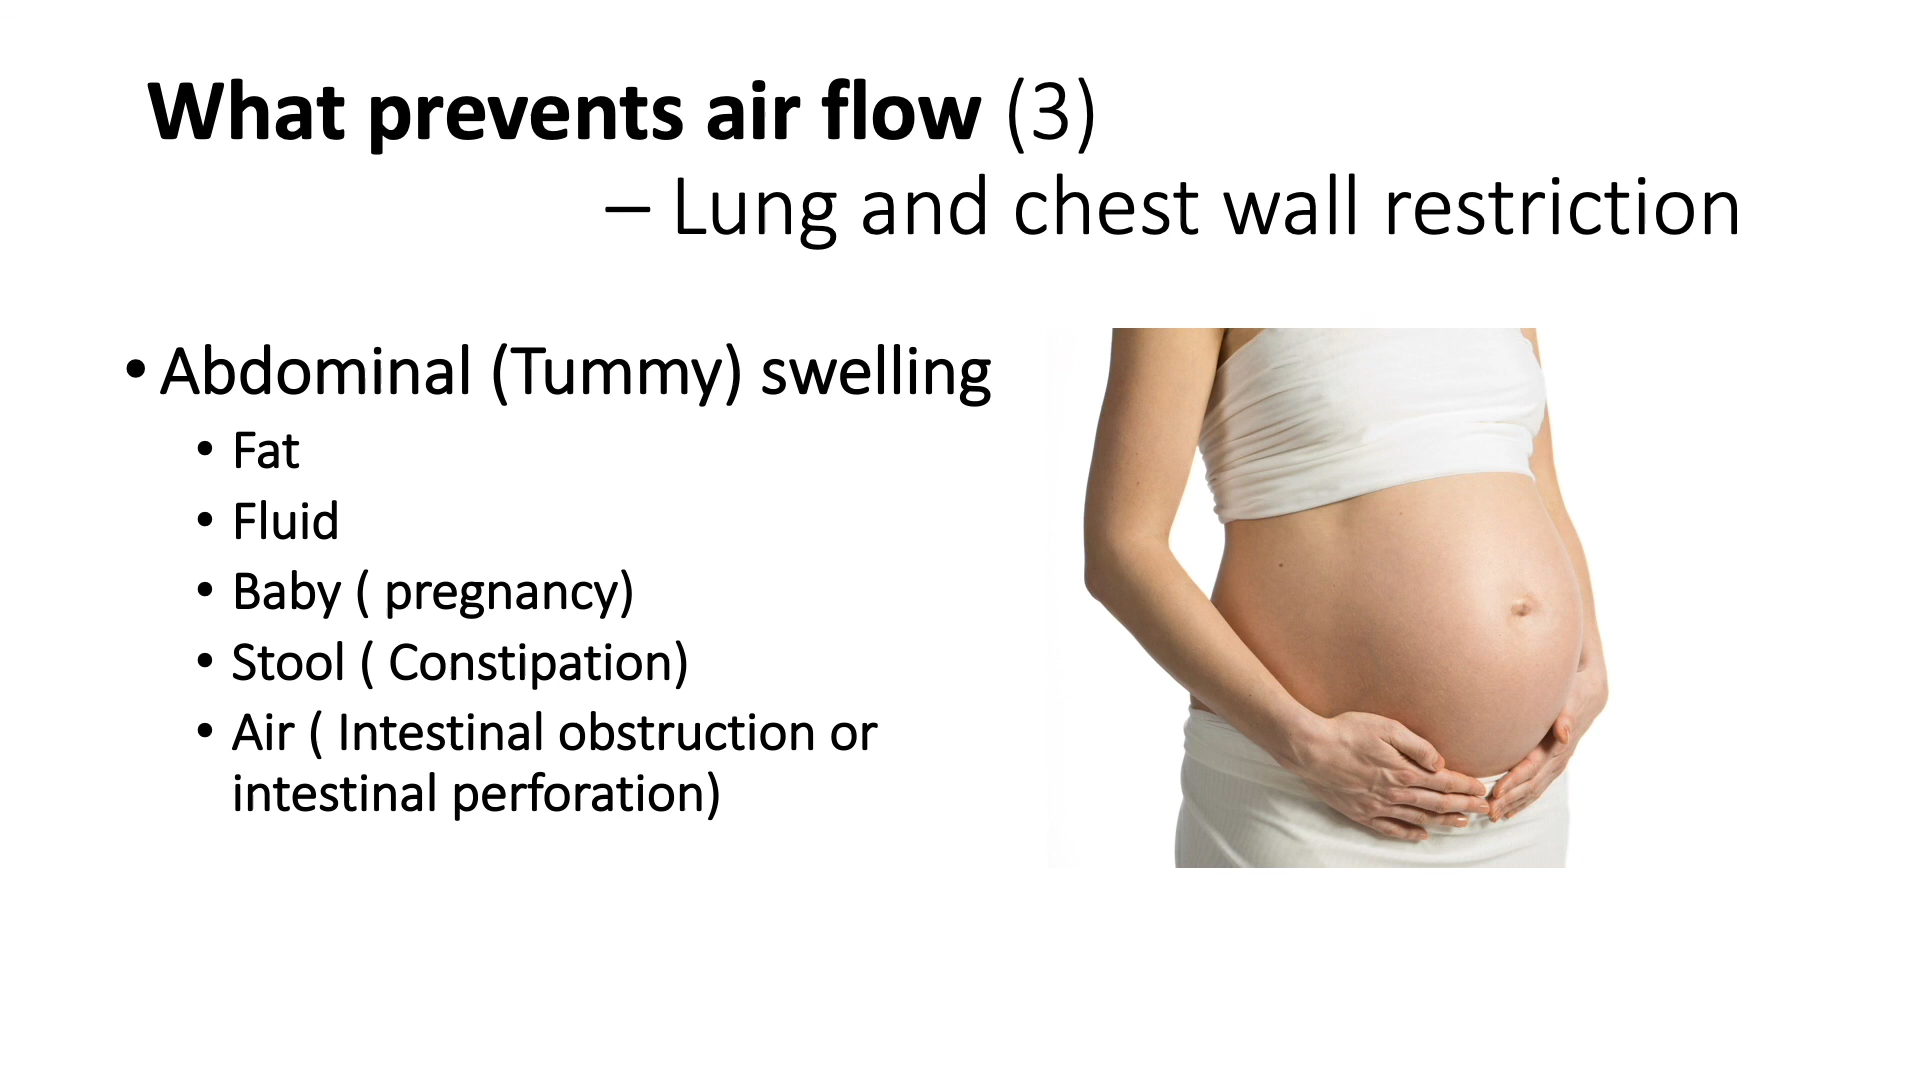 What prevents air flow (3)
– Lung and chest wall restriction
• Abdominal (Tummy) swelling
• Fat
• Fluid
• Baby ( pregnancy)
• Stool ( Constipation)
• Air ( Intestinal obstruction or
intestinal perforation)